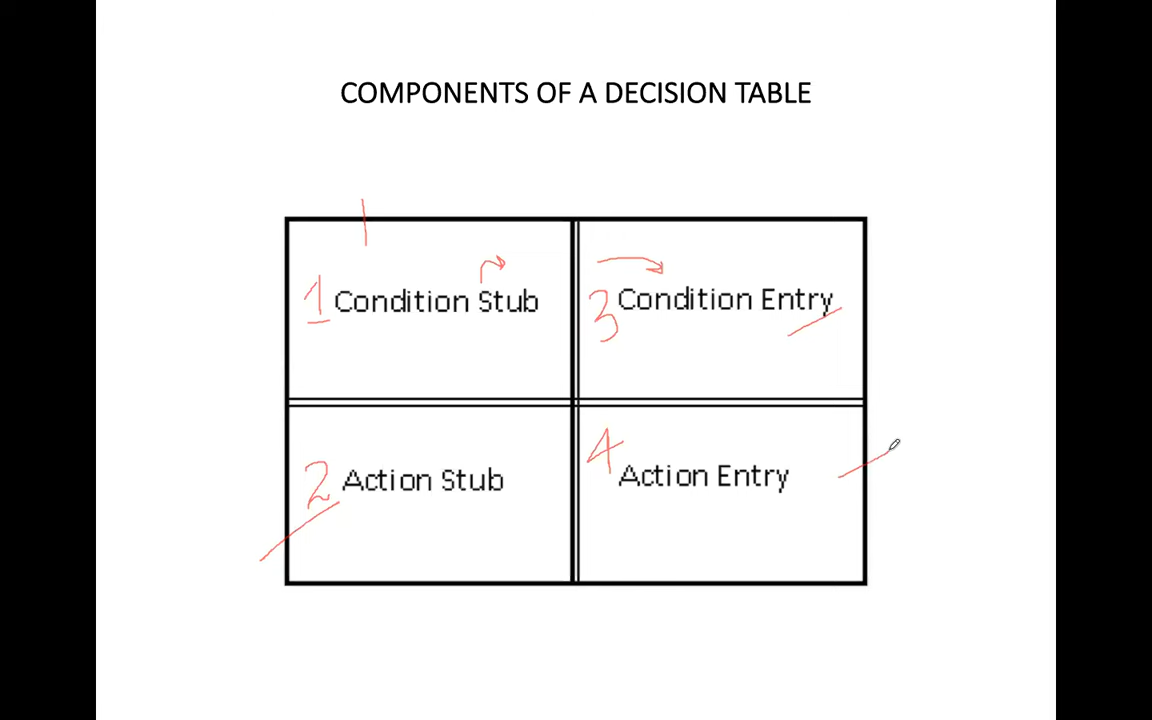 COMPONENTS OF A DECISION TABLE
1 Condition Stub
3 Condition Entry
2 Action Stub
4 Action Entry